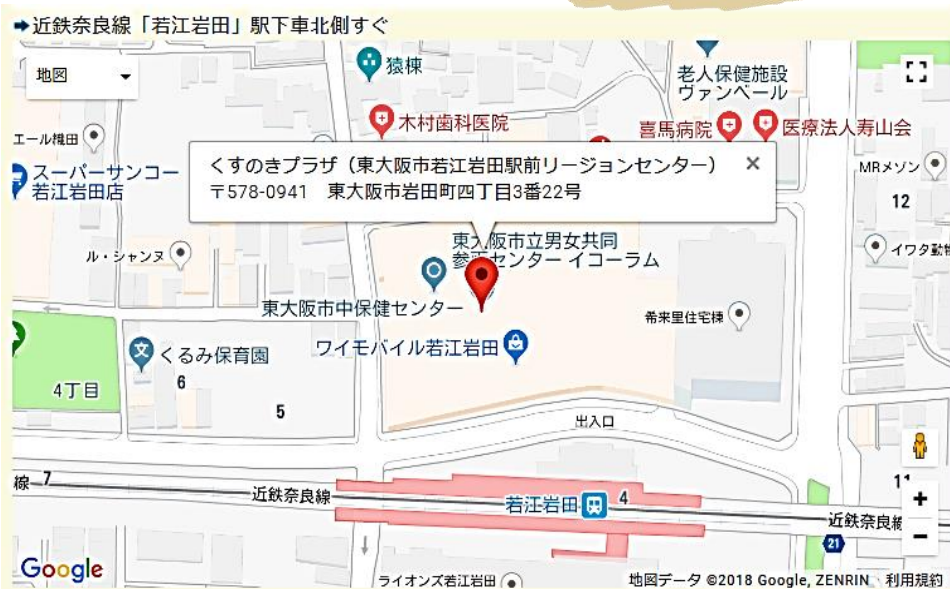 ➡近鉄奈良線「若江岩田」駅下車北側すぐ
地図
猿棟
老人保健施設
ヴァンベール
木村歯科医院
喜馬病院
医療法人寿山会
エール楓田
スーパーサンコー
若江岩田店
くすのきプラザ（東大阪市若江岩田駅前リージョンセンター）
〒578-0941　東大阪市岩田町四丁目3番22号
MRメゾン
12
ル・シャンヌ
東大阪市立男女共同
参画センター イコーラム
イワタ動物
東大阪市中保健センター
希来里住宅棟
ワイモバイル若江岩田
くるみ保育園
6
4丁目
5
出入口
線
7
近鉄奈良線
若江岩田
4
11
近鉄奈良線
21
Google
ライオンズ若江岩田
地図データ ©2018 Google, ZENRIN
利用規約